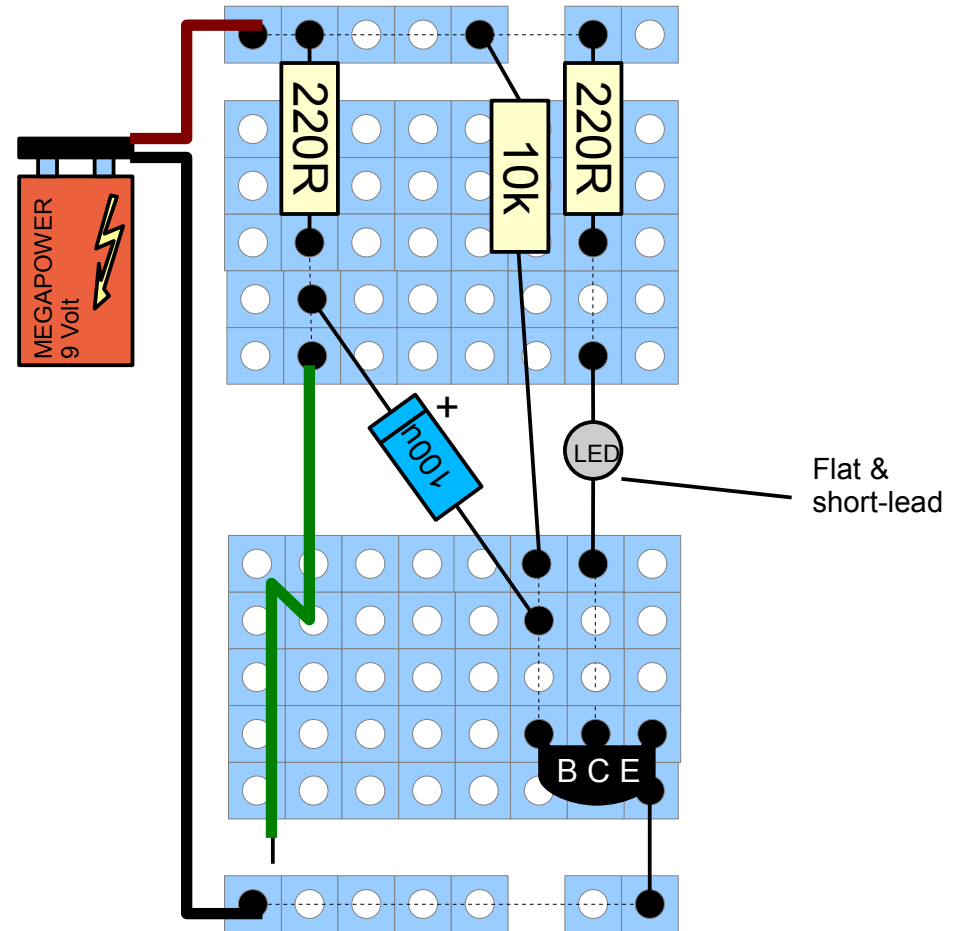 220R
10k
220R
MEGAPOWER
9 Volt
+
100u
LED
Flat &
short-lead
B C E